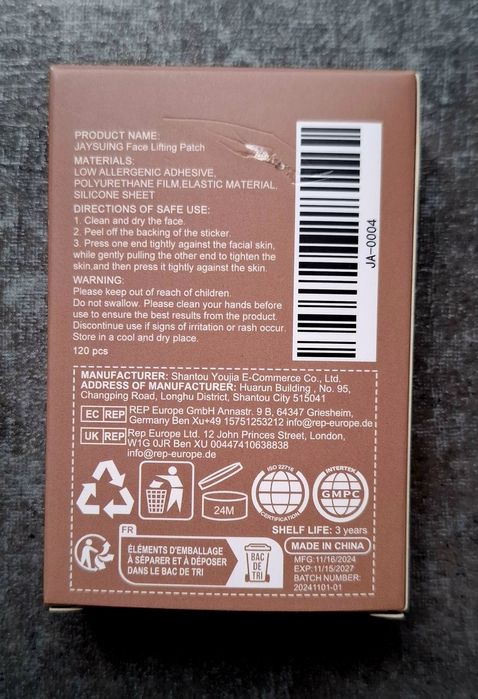 PRODUCT NAME:
JAYSUING Face Lifting Patch
MATERIALS:
LOW ALLERGENIC ADHESIVE,
POLYURETHANE FILM,ELASTIC MATERIAL,
SILICONE SHEET
DIRECTIONS OF SAFE USE:
1. Clean and dry the face.
2. Peel off the backing of the sticker.
3. Press one end tightly against the facial skin,
while gently pulling the other end to tighten the
skin,and then press it tightly against the skin.
WARNING:
Please keep out of reach of children.
Do not swallow. Please clean your hands before
use to ensure the best results from the product.
Discontinue use if signs of irritation or rash occur.
Store in a cool and dry place.
120 pcs
JA-0004
MANUFACTURER: Shantou Youjia E-Commerce Co., Ltd.
ADDRESS OF MANUFACTURER: Huarun Building , No. 95,
Changping Road, Longhu District, Shantou City 515041
EC REP REP Europe GmbH Annastr. 9 B, 64347 Griesheim,
Germany Ben Xu+49 15751253212 info@rep-europe.de
UK REP Rep Europe Ltd. 12 John Princes Street, London,
W1G 0JR Ben XU 00447410638838
info@rep-europe.de
24M
ISO 22716
CERTIFICATION
INTERTEK
GMPC
SHELF LIFE: 3 years
FR
ÉLÉMENTS D'EMBALLAGE
À SÉPARER ET À DÉPOSER
DANS LE BAC DE TRI
BAC
DE
TRI
MADE IN CHINA
MFG:11/16/2024
EXP:11/15/2027
BATCH NUMBER:
20241101-01